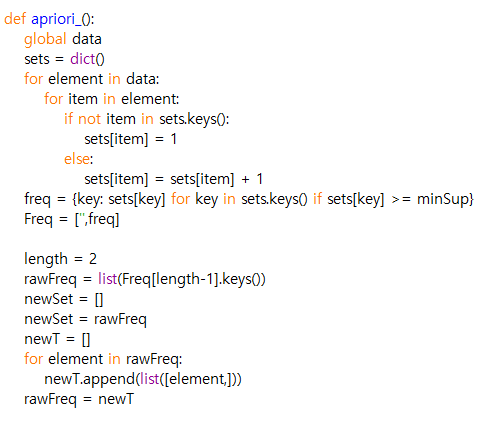 def apriori_():
    global data
    sets = dict()
    for element in data:
        for item in element:
            if not item in sets.keys():
                sets[item] = 1
            else:
                sets[item] = sets[item] + 1
    freq = {key: sets[key] for key in sets.keys() if sets[key] >= minSup}
    Freq = ['',freq]

    length = 2
    rawFreq = list(Freq[length-1].keys())
    newSet = []
    newSet = rawFreq
    newT = []
    for element in rawFreq:
        newT.append(list([element,]))
    rawFreq = newT